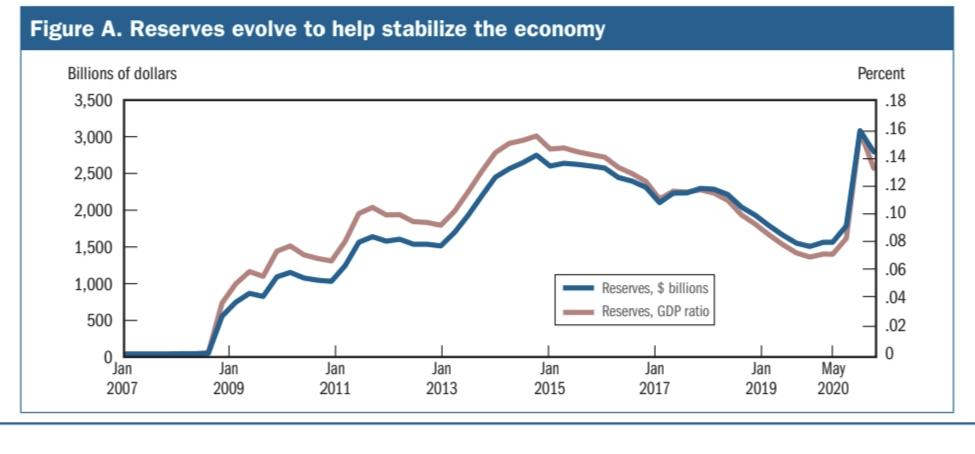 Figure A. Reserves evolve to help stabilize the economy
Billions of dollars
Percent
3,500
3,000
2,500
2,000
1,500
1,000
500
0
.18
.16
.14
.12
.10
.08
.06
.04
.02
0
Reserves, $ billions
Reserves, GDP ratio
Jan 2007
Jan 2009
Jan 2011
Jan 2013
Jan 2015
Jan 2017
Jan 2019
May 2020